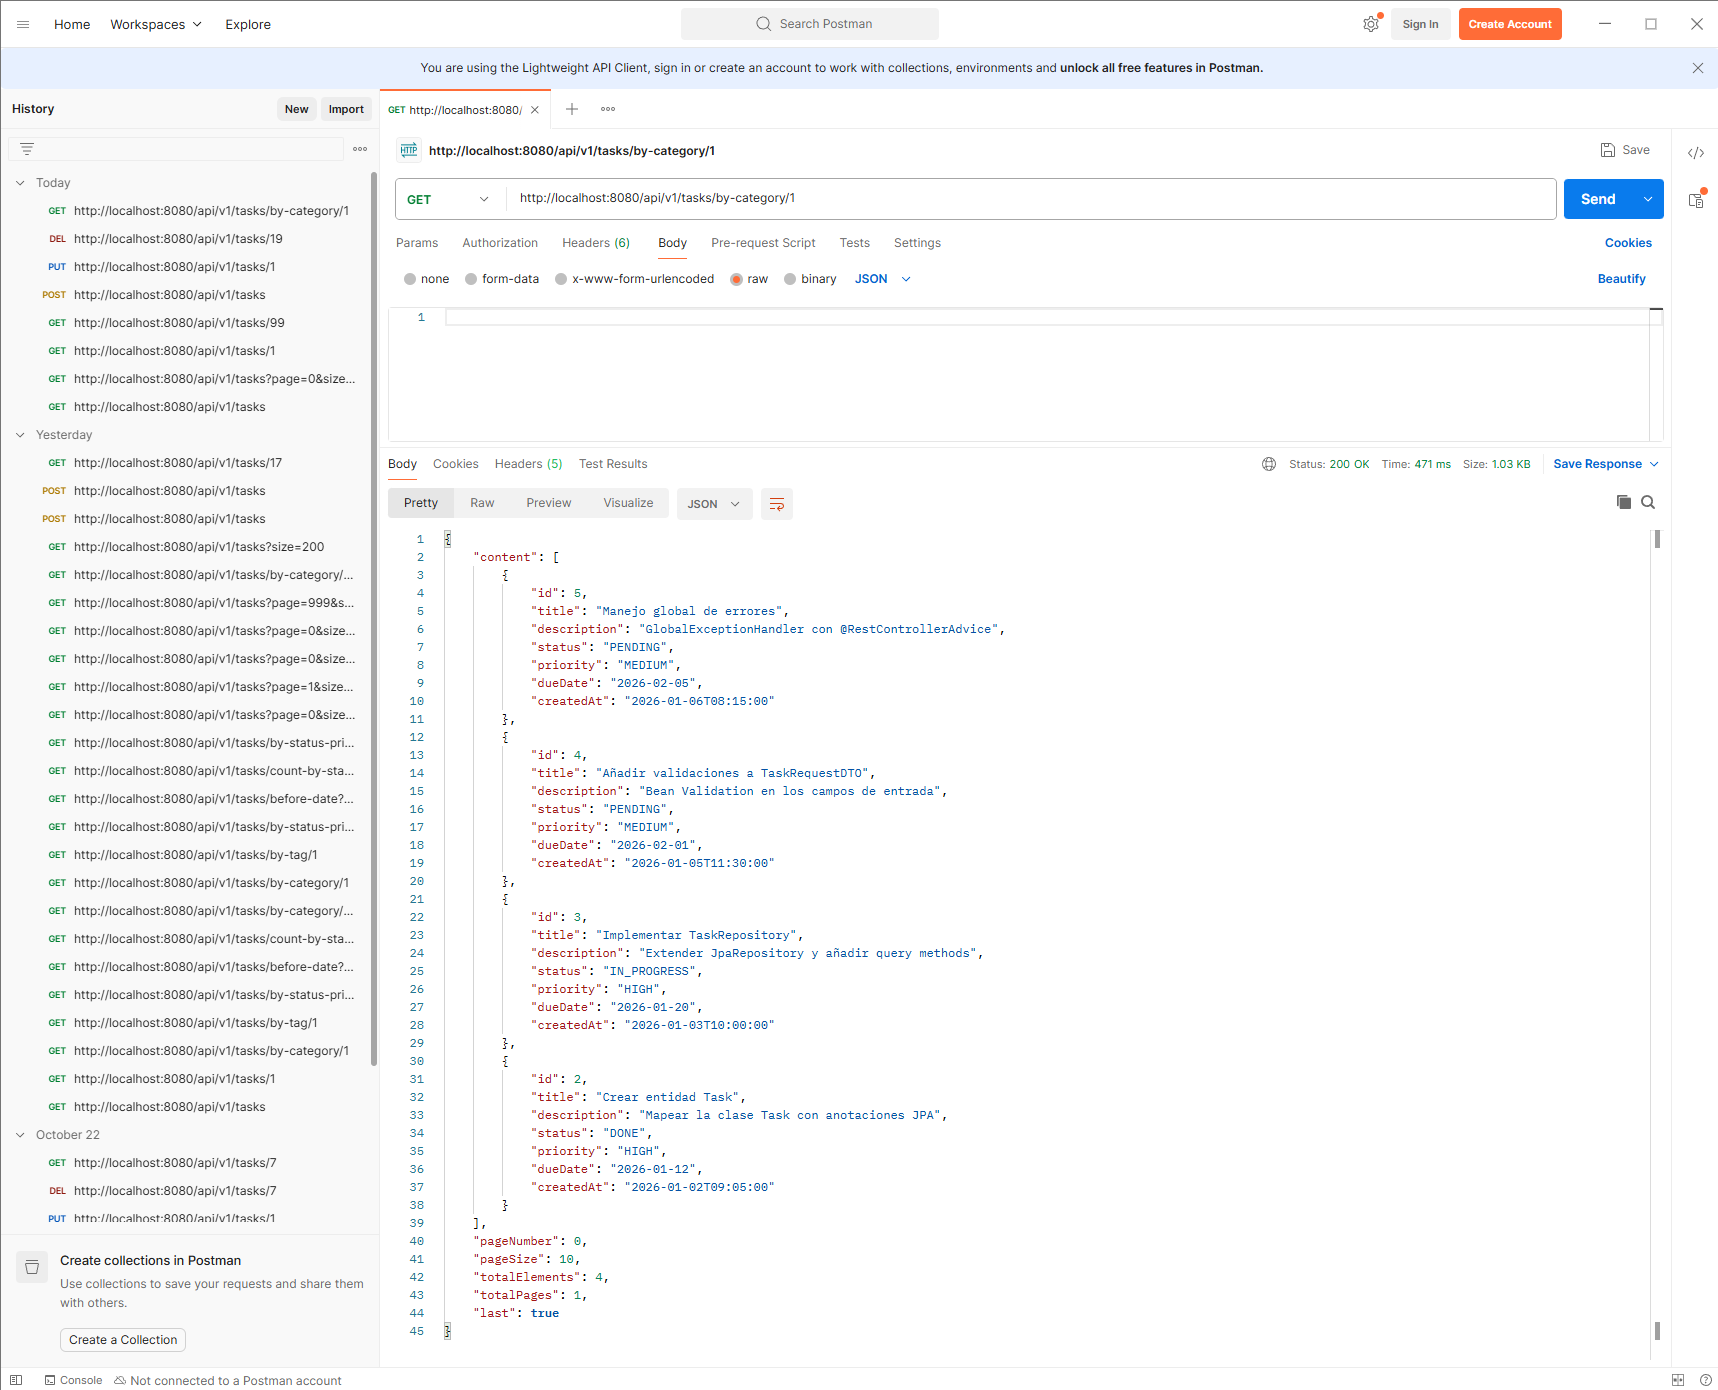 Home Workspaces Explore Search Postman Sign In Create Account
You are using the Lightweight API Client, sign in or create an account to work with collections, environments and unlock all free features in Postman.
History New Import
Today
GET http://localhost:8080/api/v1/tasks/by-category/1
DEL http://localhost:8080/api/v1/tasks/19
PUT http://localhost:8080/api/v1/tasks/1
POST http://localhost:8080/api/v1/tasks
GET http://localhost:8080/api/v1/tasks/99
GET http://localhost:8080/api/v1/tasks/1
GET http://localhost:8080/api/v1/tasks?page=0&size...
GET http://localhost:8080/api/v1/tasks
Yesterday
GET http://localhost:8080/api/v1/tasks/17
POST http://localhost:8080/api/v1/tasks
POST http://localhost:8080/api/v1/tasks
GET http://localhost:8080/api/v1/tasks?size=200
GET http://localhost:8080/api/v1/tasks/by-category/...
GET http://localhost:8080/api/v1/tasks?page=999&s...
GET http://localhost:8080/api/v1/tasks?page=0&size...
GET http://localhost:8080/api/v1/tasks?page=0&size...
GET http://localhost:8080/api/v1/tasks?page=1&size...
GET http://localhost:8080/api/v1/tasks?page=0&size...
GET http://localhost:8080/api/v1/tasks/by-status-pri...
GET http://localhost:8080/api/v1/tasks/count-by-sta...
GET http://localhost:8080/api/v1/tasks/before-date?...
GET http://localhost:8080/api/v1/tasks/by-status-pri...
GET http://localhost:8080/api/v1/tasks/by-tag/1
GET http://localhost:8080/api/v1/tasks/by-category/1
GET http://localhost:8080/api/v1/tasks/by-category/...
GET http://localhost:8080/api/v1/tasks/count-by-sta...
GET http://localhost:8080/api/v1/tasks/before-date?...
GET http://localhost:8080/api/v1/tasks/by-status-pri...
GET http://localhost:8080/api/v1/tasks/by-tag/1
GET http://localhost:8080/api/v1/tasks/by-category/1
GET http://localhost:8080/api/v1/tasks/1
GET http://localhost:8080/api/v1/tasks
October 22
GET http://localhost:8080/api/v1/tasks/7
DEL http://localhost:8080/api/v1/tasks/7
PUT http://localhost:8080/api/v1/tasks/1
Create collections in Postman
Use collections to save your requests and share them
with others.
Create a Collection
GET http://localhost:8080/
HTTP http://localhost:8080/api/v1/tasks/by-category/1 Save
GET http://localhost:8080/api/v1/tasks/by-category/1 Send
Params Authorization Headers (6) Body Pre-request Script Tests Settings Cookies
none form-data x-www-form-urlencoded raw binary JSON Beautify
1
Body Cookies Headers (5) Test Results Status: 200 OK Time: 471 ms Size: 1.03 KB Save Response
Pretty Raw Preview Visualize JSON
1 {
2 "content": [
3 {
4 "id": 5,
5 "title": "Manejo global de errores",
6 "description": "GlobalExceptionHandler con @RestControllerAdvice",
7 "status": "PENDING",
8 "priority": "MEDIUM",
9 "dueDate": "2026-02-05",
10 "createdAt": "2026-01-06T08:15:00"
11 },
12 {
13 "id": 4,
14 "title": "Añadir validaciones a TaskRequestDTO",
15 "description": "Bean Validation en los campos de entrada",
16 "status": "PENDING",
17 "priority": "MEDIUM",
18 "dueDate": "2026-02-01",
19 "createdAt": "2026-01-05T11:30:00"
20 },
21 {
22 "id": 3,
23 "title": "Implementar TaskRepository",
24 "description": "Extender JpaRepository y añadir query methods",
25 "status": "IN_PROGRESS",
26 "priority": "HIGH",
27 "dueDate": "2026-01-20",
28 "createdAt": "2026-01-03T10:00:00"
29 },
30 {
31 "id": 2,
32 "title": "Crear entidad Task",
33 "description": "Mapear la clase Task con anotaciones JPA",
34 "status": "DONE",
35 "priority": "HIGH",
36 "dueDate": "2026-01-12",
37 "createdAt": "2026-01-02T09:05:00"
38 }
39 ],
40 "pageNumber": 0,
41 "pageSize": 10,
42 "totalElements": 4,
43 "totalPages": 1,
44 "last": true
45 }
Console Not connected to a Postman account